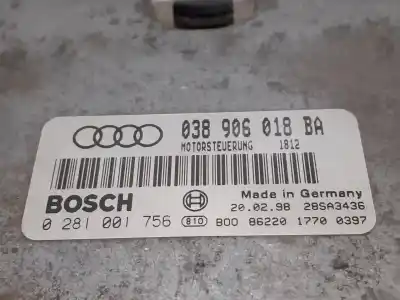 038 906 018 BA
MOTORSTEUERUNG 1812
BOSCH
Made in Germany
20.02.98 28SA3436
0 281 001 756 810 B00 86220 1770 0397